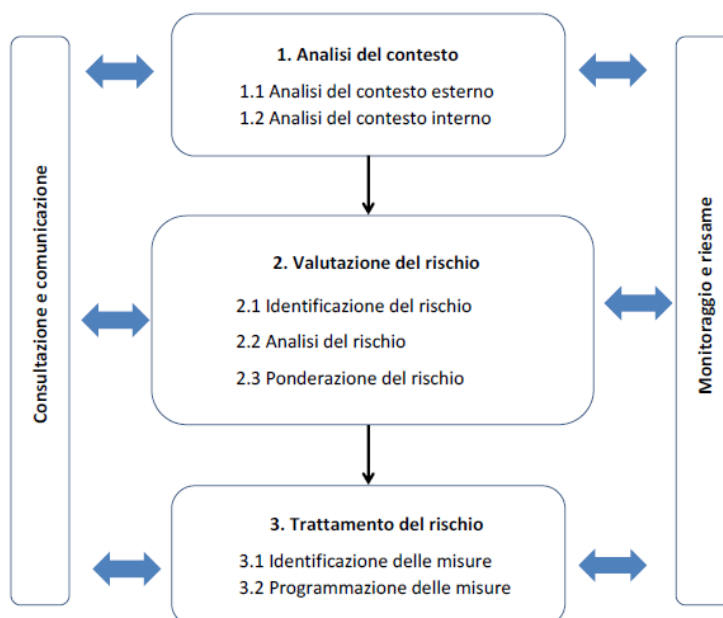 1. Analisi del contesto
1.1 Analisi del contesto esterno
1.2 Analisi del contesto interno
Consultazione e comunicazione
2. Valutazione del rischio
2.1 Identificazione del rischio
2.2 Analisi del rischio
2.3 Ponderazione del rischio
Monitoraggio e riesame
3. Trattamento del rischio
3.1 Identificazione delle misure
3.2 Programmazione delle misure